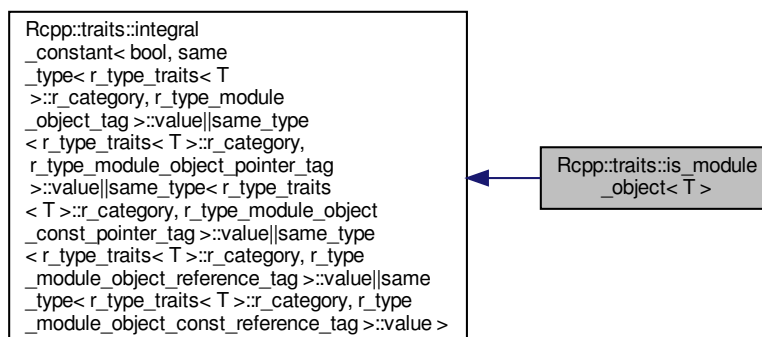 Rcpp::traits::integral
_constant< bool, same
_type< r_type_traits< T
>::r_category, r_type_module
_object_tag >::value||same_type
< r_type_traits< T >::r_category,
r_type_module_object_pointer_tag
>::value||same_type< r_type_traits
< T >::r_category, r_type_module_object
_const_pointer_tag >::value||same_type
< r_type_traits< T >::r_category, r_type
_module_object_reference_tag >::value||same
_type< r_type_traits< T >::r_category, r_type
_module_object_const_reference_tag >::value >
Rcpp::traits::is_module
_object< T >